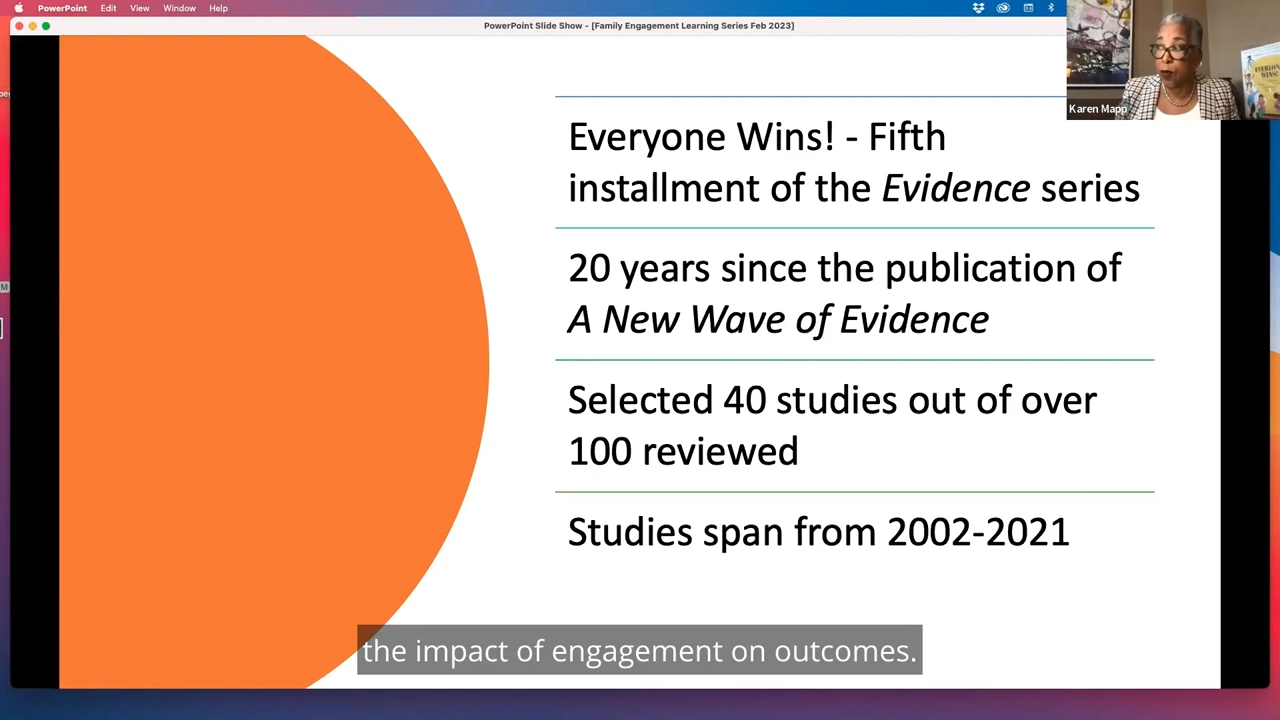 PowerPoint Edit View Window Help
PowerPoint Slide Show - [Family Engagement Learning Series Feb 2023]
Karen Mapp
EVERYONE
WINS!
Everyone Wins! - Fifth
installment of the Evidence series
20 years since the publication of
A New Wave of Evidence
Selected 40 studies out of over
100 reviewed
Studies span from 2002-2021
the impact of engagement on outcomes.